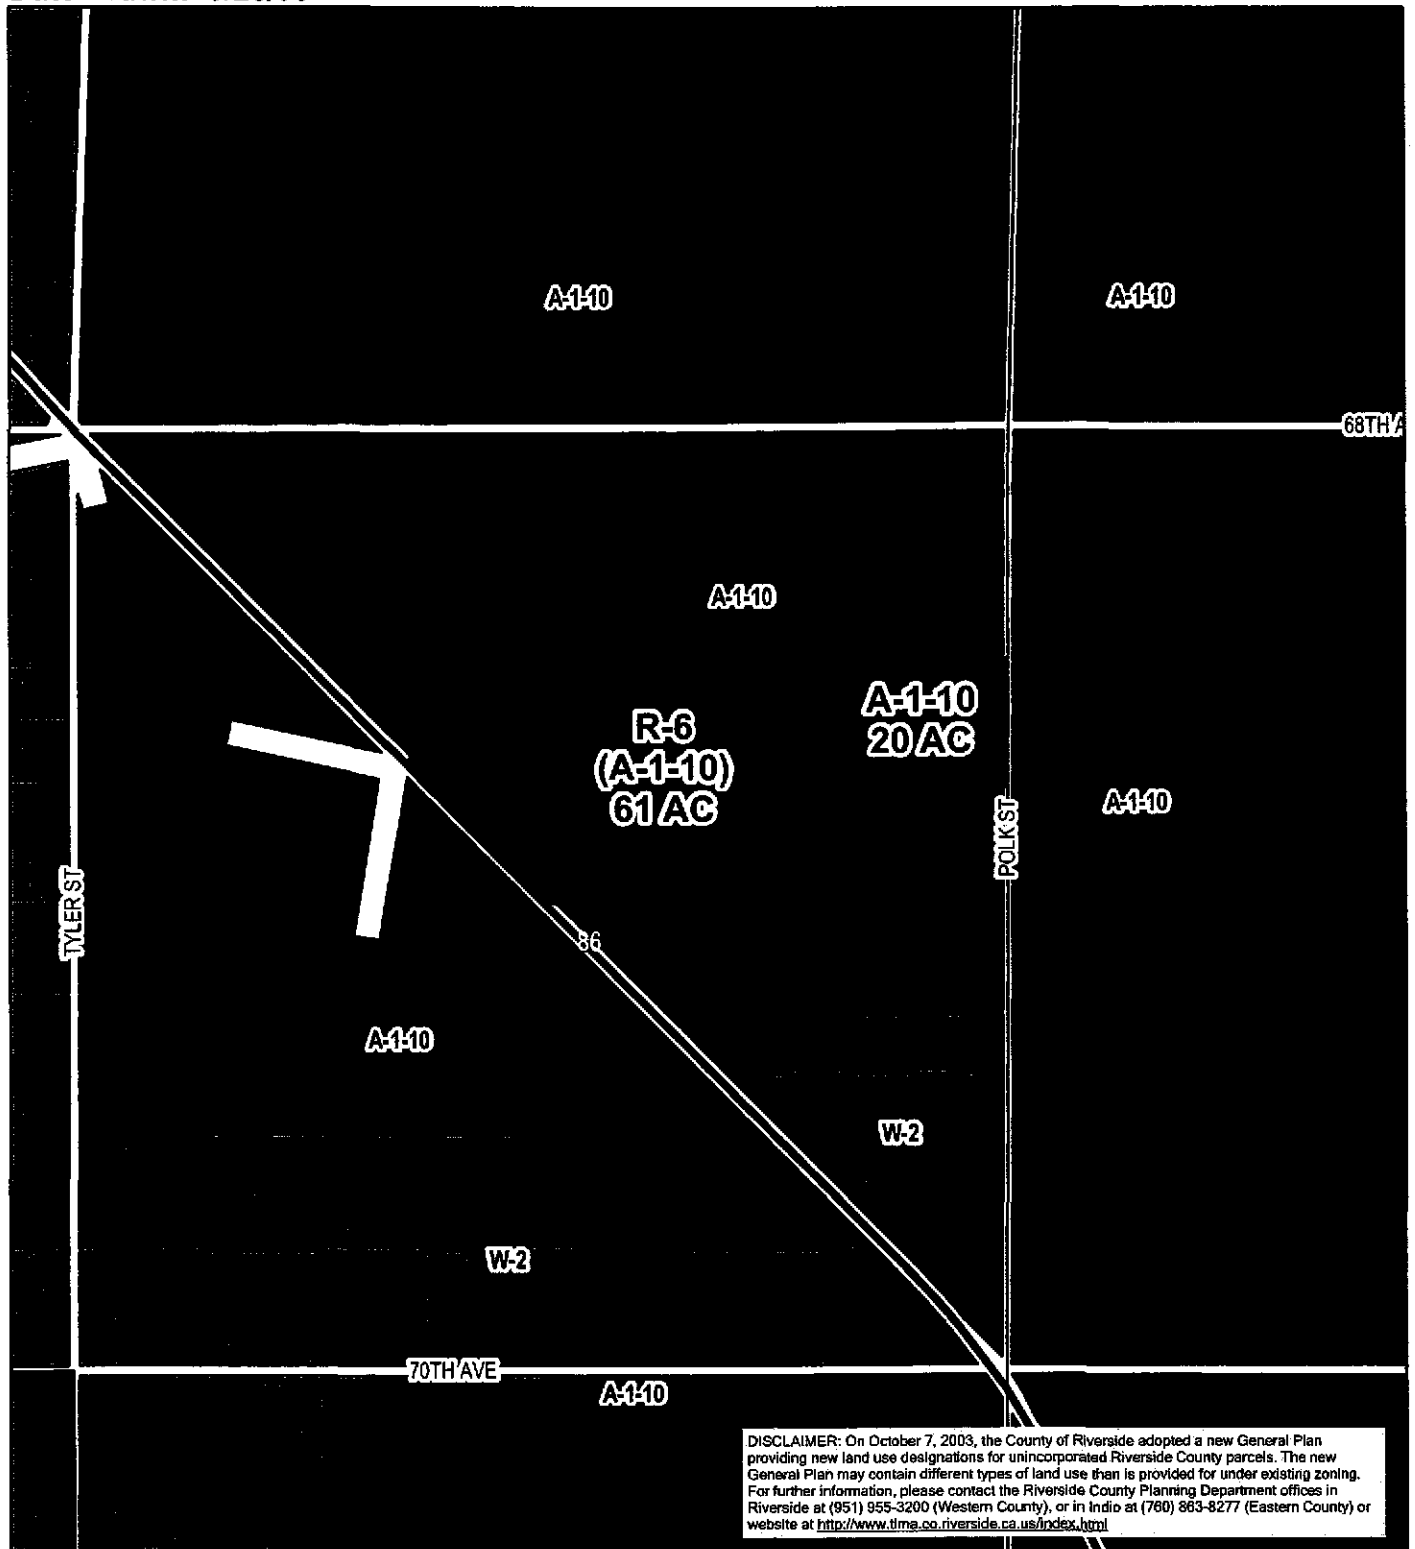 A-1-10
A-1-10
68TH A
A-1-10
R-6
(A-1-10)
61 AC
A-1-10
20 AC
A-1-10
POLK ST
TYLER ST
86
A-1-10
W-2
W-2
70TH AVE
A-1-10
DISCLAIMER: On October 7, 2003, the County of Riverside adopted a new General Plan
providing new land use designations for unincorporated Riverside County parcels. The new
General Plan may contain different types of land use than is provided for under existing zoning.
For further information, please contact the Riverside County Planning Department offices in
Riverside at (951) 955-3200 (Western County), or in Indio at (760) 863-8277 (Eastern County) or
website at http://www.tlma.co.riverside.ca.us/index.html